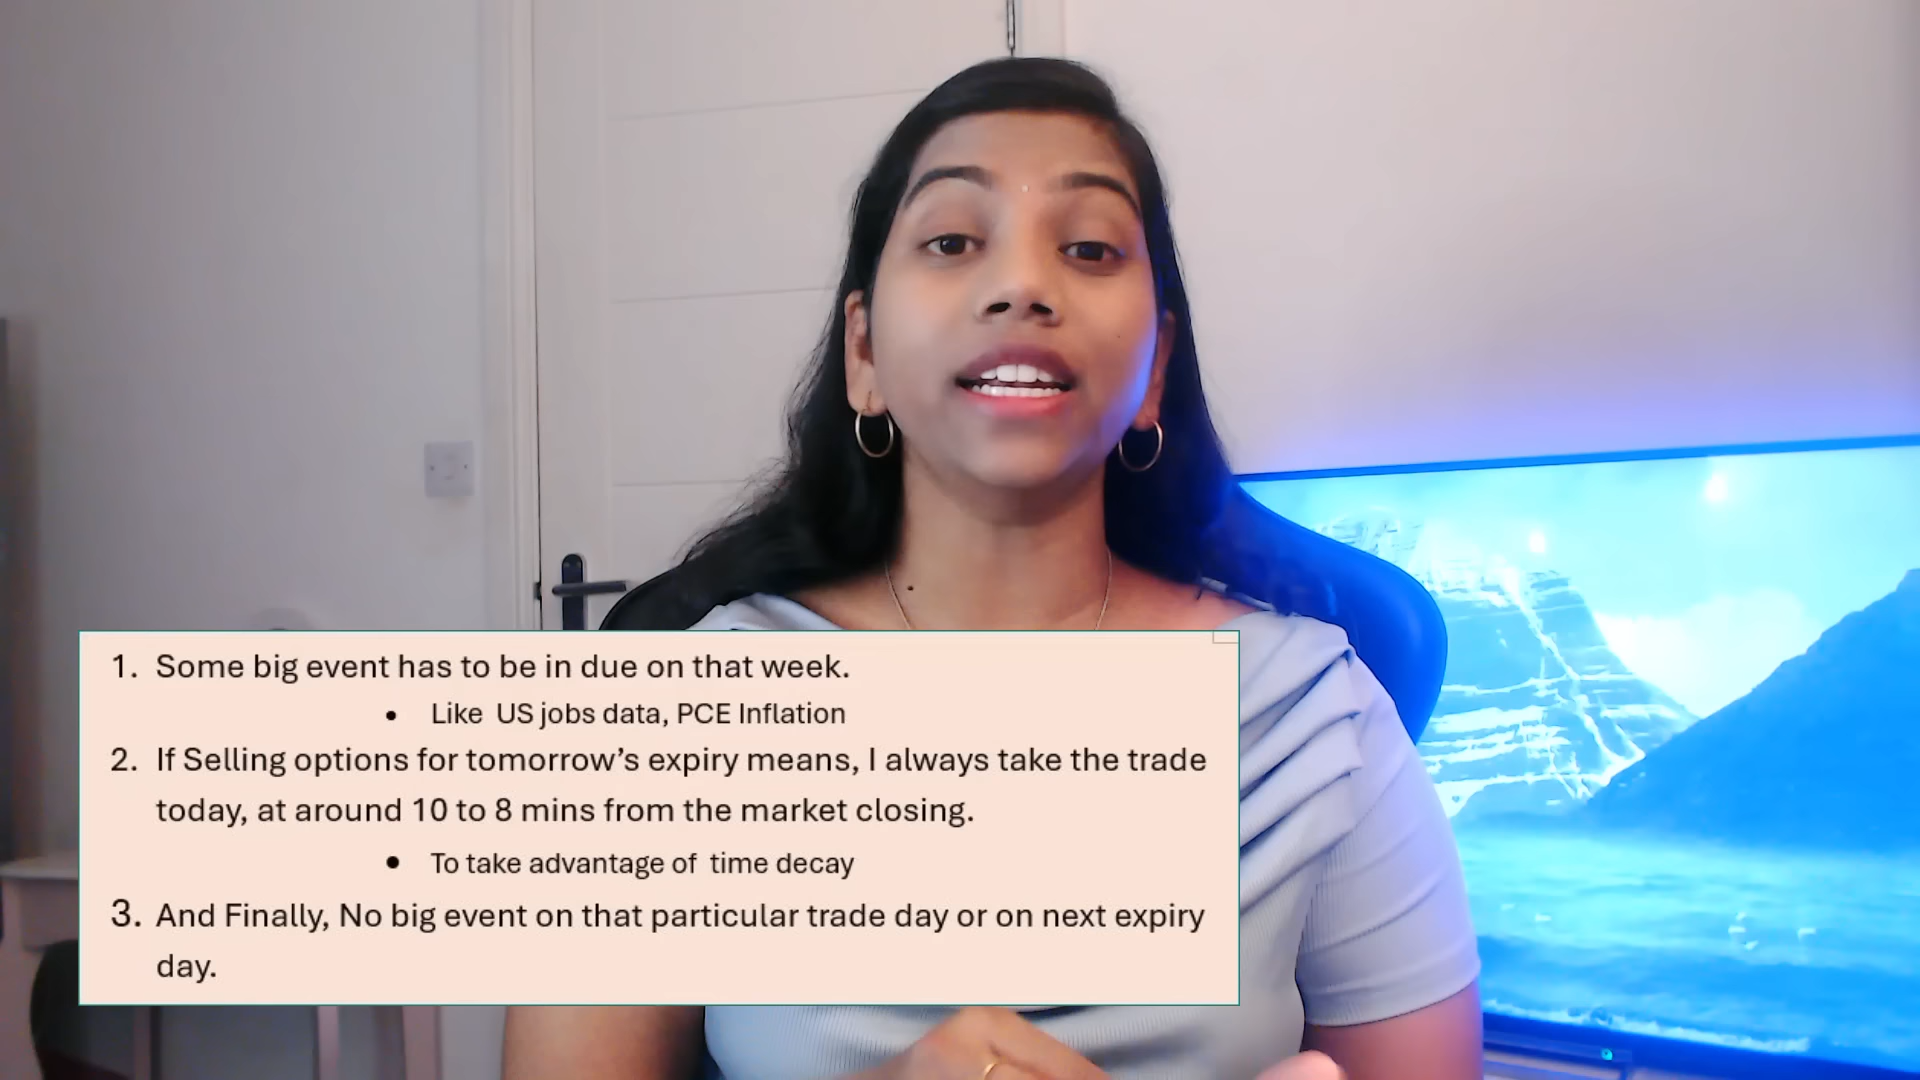 1. Some big event has to be in due on that week.
• Like US jobs data, PCE Inflation
2. If Selling options for tomorrow’s expiry means, I always take the trade
today, at around 10 to 8 mins from the market closing.
• To take advantage of time decay
3. And Finally, No big event on that particular trade day or on next expiry
day.